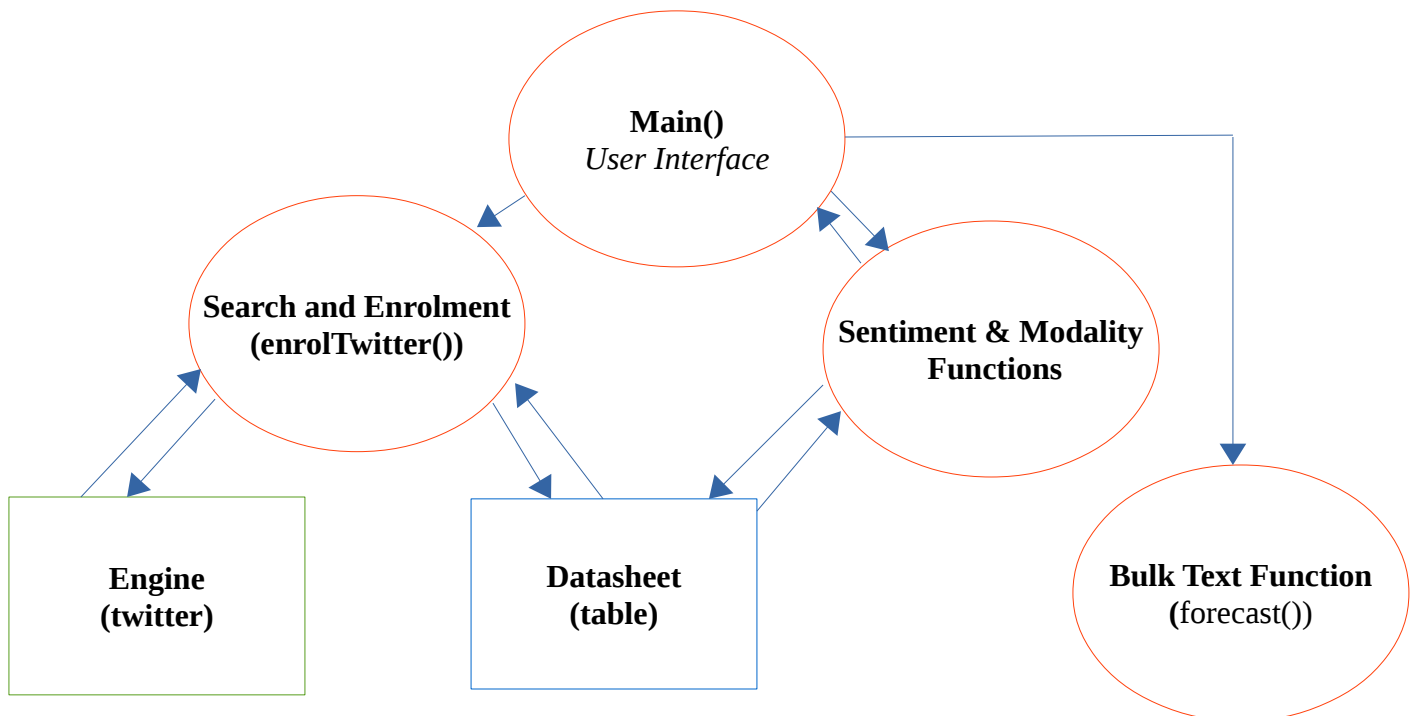 Main()
User Interface
Search and Enrolment
(enrolTwitter())
Sentiment & Modality
Functions
Engine
(twitter)
Datasheet
(table)
Bulk Text Function
(forecast())